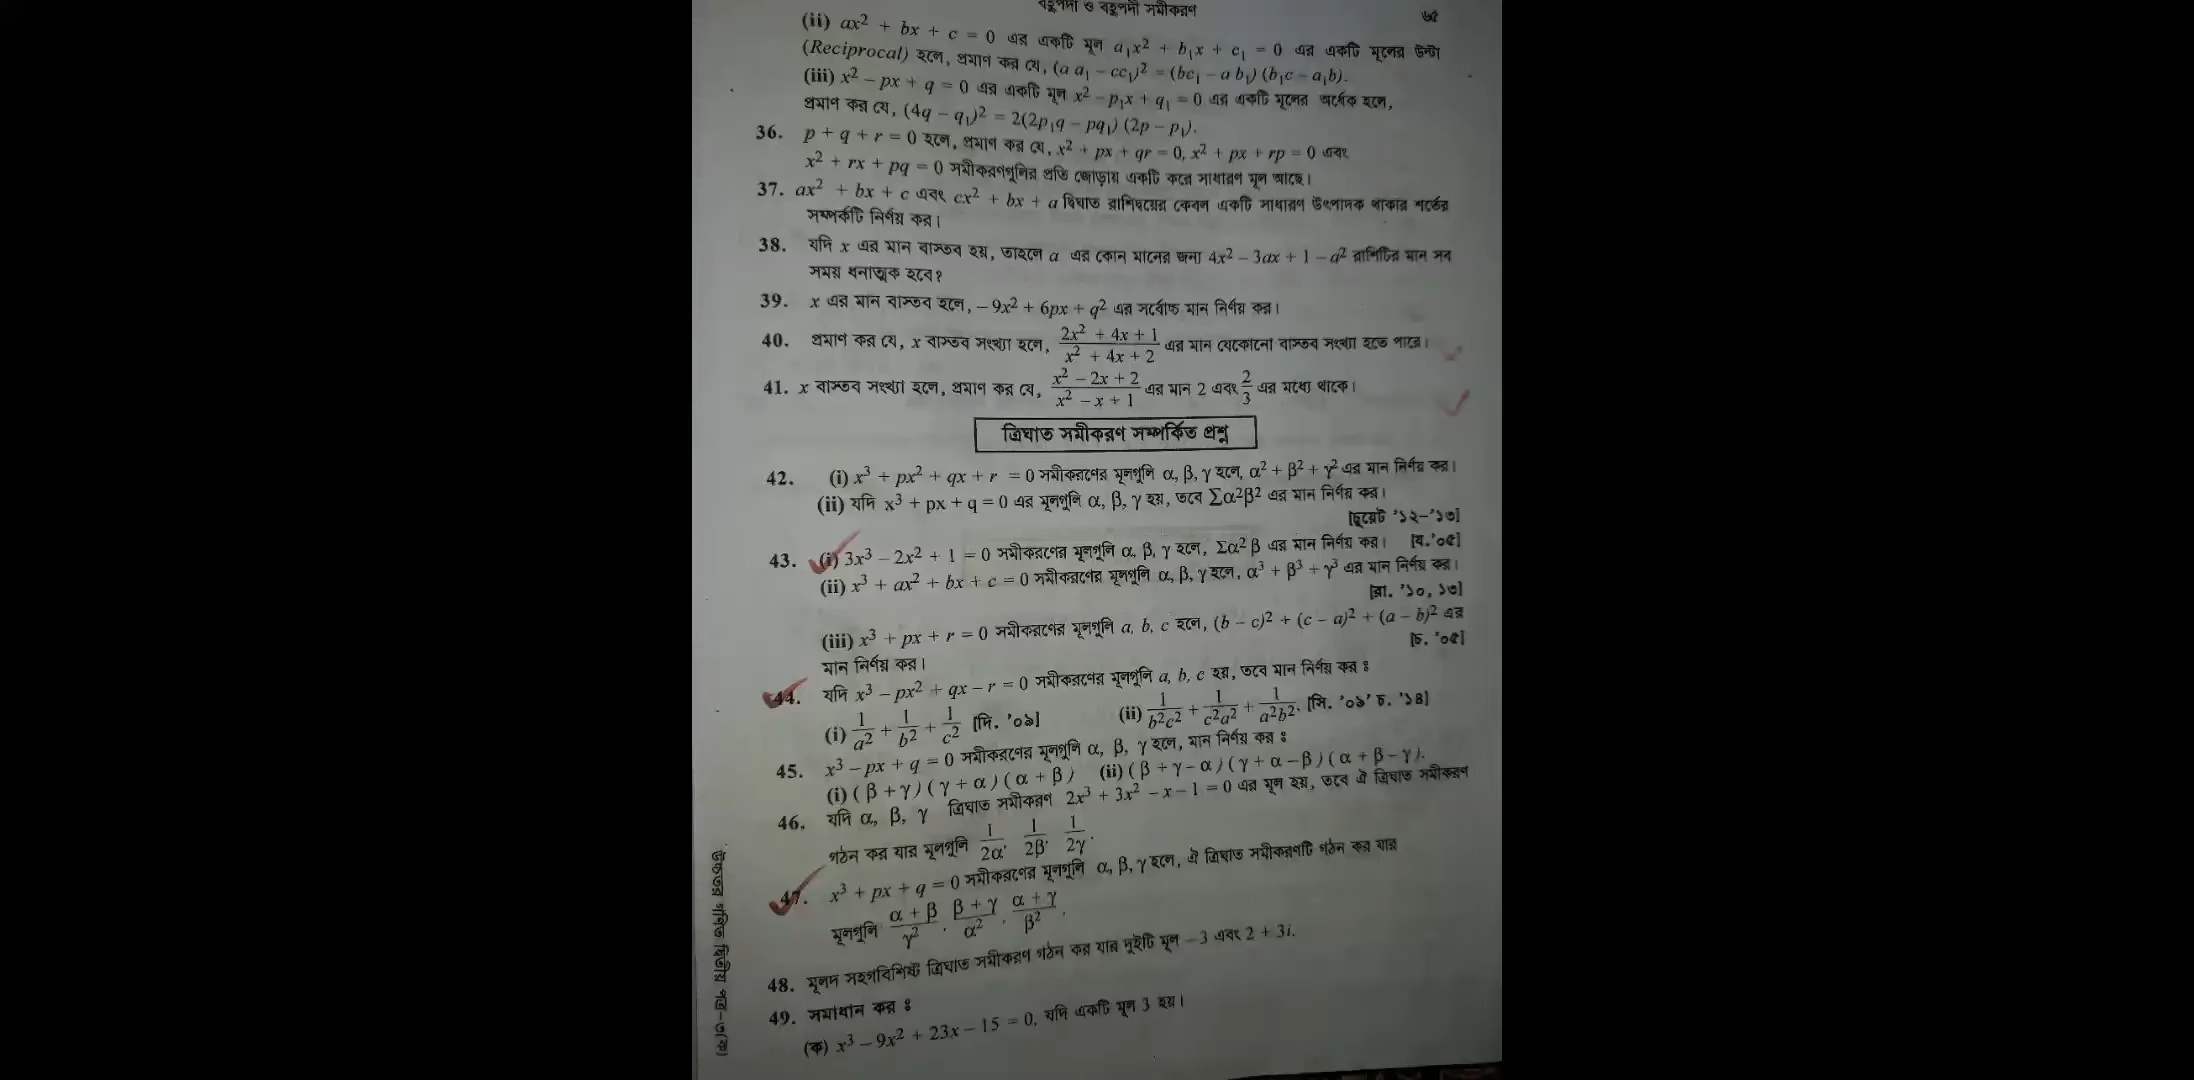 বহুপদী ও বহুপদী সমীকরণ ৬৫
(ii) ax² + bx + c = 0 এর একটি মূল a₁x² + b₁x + c₁ = 0 এর একটি মূলের উল্টা
(Reciprocal) হলে, প্রমাণ কর যে, (a a₁ – cc₁)² = (bc₁ – a b₁) (b₁c – a₁b).
(iii) x² – px + q = 0 এর একটি মূল x² – p₁x + q₁ = 0 এর একটি মূলের অর্ধেক হলে,
প্রমাণ কর যে, (4q – q₁)² = 2(2p₁q – pq₁) (2p – p₁).
36. p + q + r = 0 হলে, প্রমাণ কর যে, x² + px + qr = 0, x² + px + rp = 0 এবং
x² + rx + pq = 0 সমীকরণগুলির প্রতি জোড়ায় একটি করে সাধারণ মূল আছে।
37. ax² + bx + c এবং cx² + bx + a দ্বিঘাত রাশিদ্বয়ের কেবল একটি সাধারণ উৎপাদক থাকার শর্তের
সম্পর্কটি নির্ণয় কর।
38. যদি x এর মান বাস্তব হয়, তাহলে a এর কোন মানের জন্য 4x² – 3ax + 1 – a² রাশিটির মান সব
সময় ধনাত্মক হবে?
39. x এর মান বাস্তব হলে, – 9x² + 6px + q² এর সর্বোচ্চ মান নির্ণয় কর।
40. প্রমাণ কর যে, x বাস্তব সংখ্যা হলে, (2x² + 4x + 1)/(x² + 4x + 2) এর মান যেকোনো বাস্তব সংখ্যা হতে পারে।
41. x বাস্তব সংখ্যা হলে, প্রমাণ কর যে, (x² – 2x + 2)/(x² – x + 1) এর মান 2 এবং 2/3 এর মধ্যে থাকে।
ত্রিঘাত সমীকরণ সম্পর্কিত প্রশ্ন
42. (i) x³ + px² + qx + r = 0 সমীকরণের মূলগুলি α, β, γ হলে, α² + β² + γ² এর মান নির্ণয় কর।
(ii) যদি x³ + px + q = 0 এর মূলগুলি α, β, γ হয়, তবে Σα²β² এর মান নির্ণয় কর।
[চুয়েট '১২–'১৩]
43. (i) 3x³ – 2x² + 1 = 0 সমীকরণের মূলগুলি α, β, γ হলে, Σα²β এর মান নির্ণয় কর। [ব.'০৫]
(ii) x³ + ax² + bx + c = 0 সমীকরণের মূলগুলি α, β, γ হলে, α³ + β³ + γ³ এর মান নির্ণয় কর।
[রা. '১০, ১৩]
(iii) x³ + px + r = 0 সমীকরণের মূলগুলি a, b, c হলে, (b – c)² + (c – a)² + (a – b)² এর
মান নির্ণয় কর। [চ. '০৫]
44. যদি x³ – px² + qx – r = 0 সমীকরণের মূলগুলি a, b, c হয়, তবে মান নির্ণয় কর ঃ
(i) 1/a² + 1/b² + 1/c² [দি. '০৯] (ii) 1/b²c² + 1/c²a² + 1/a²b². [সি. '০৯' চ. '১৪]
45. x³ – px + q = 0 সমীকরণের মূলগুলি α, β, γ হলে, মান নির্ণয় কর ঃ
(i) (β + γ) (γ + α) (α + β) (ii) (β + γ – α) (γ + α – β) (α + β – γ).
46. যদি α, β, γ ত্রিঘাত সমীকরণ 2x³ + 3x² – x – 1 = 0 এর মূল হয়, তবে ঐ ত্রিঘাত সমীকরণ
গঠন কর যার মূলগুলি 1/2α, 1/2β, 1/2γ.
47. x³ + px + q = 0 সমীকরণের মূলগুলি α, β, γ হলে, ঐ ত্রিঘাত সমীকরণটি গঠন কর যার
মূলগুলি (α + β)/γ², (β + γ)/α², (α + γ)/β².
48. মূলদ সহগবিশিষ্ট ত্রিঘাত সমীকরণ গঠন কর যার দুইটি মূল – 3 এবং 2 + 3i.
49. সমাধান কর ঃ
(ক) x³ – 9x² + 23x – 15 = 0, যদি একটি মূল 3 হয়।
উচ্চতর গণিত দ্বিতীয় পত্র–৩(ক)